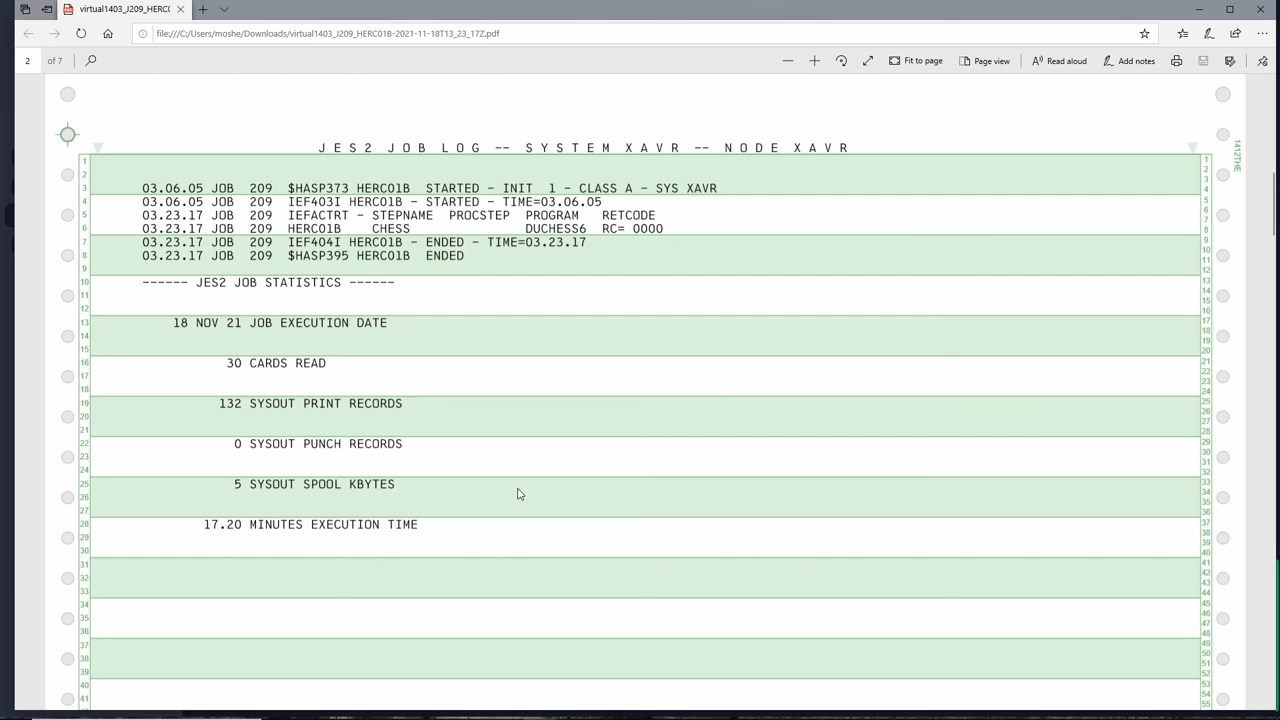 virtual1403_J209_HERC0
file:///C:/Users/moshe/Downloads/virtual1403_J209_HERC01B-2021-11-18T13_23_17Z.pdf
2 of 7 Fit to page Page view Read aloud Add notes
J E S 2 J O B L O G -- S Y S T E M X A V R -- N O D E X A V R
1412THE
03.06.05 JOB 209 $HASP373 HERC01B STARTED - INIT 1 - CLASS A - SYS XAVR
03.06.05 JOB 209 IEF403I HERC01B - STARTED - TIME=03.06.05
03.23.17 JOB 209 IEFACTRT - STEPNAME PROCSTEP PROGRAM RETCODE
03.23.17 JOB 209 HERC01B CHESS DUCHESS6 RC= 0000
03.23.17 JOB 209 IEF404I HERC01B - ENDED - TIME=03.23.17
03.23.17 JOB 209 $HASP395 HERC01B ENDED
------ JES2 JOB STATISTICS ------
18 NOV 21 JOB EXECUTION DATE
30 CARDS READ
132 SYSOUT PRINT RECORDS
0 SYSOUT PUNCH RECORDS
5 SYSOUT SPOOL KBYTES
17.20 MINUTES EXECUTION TIME